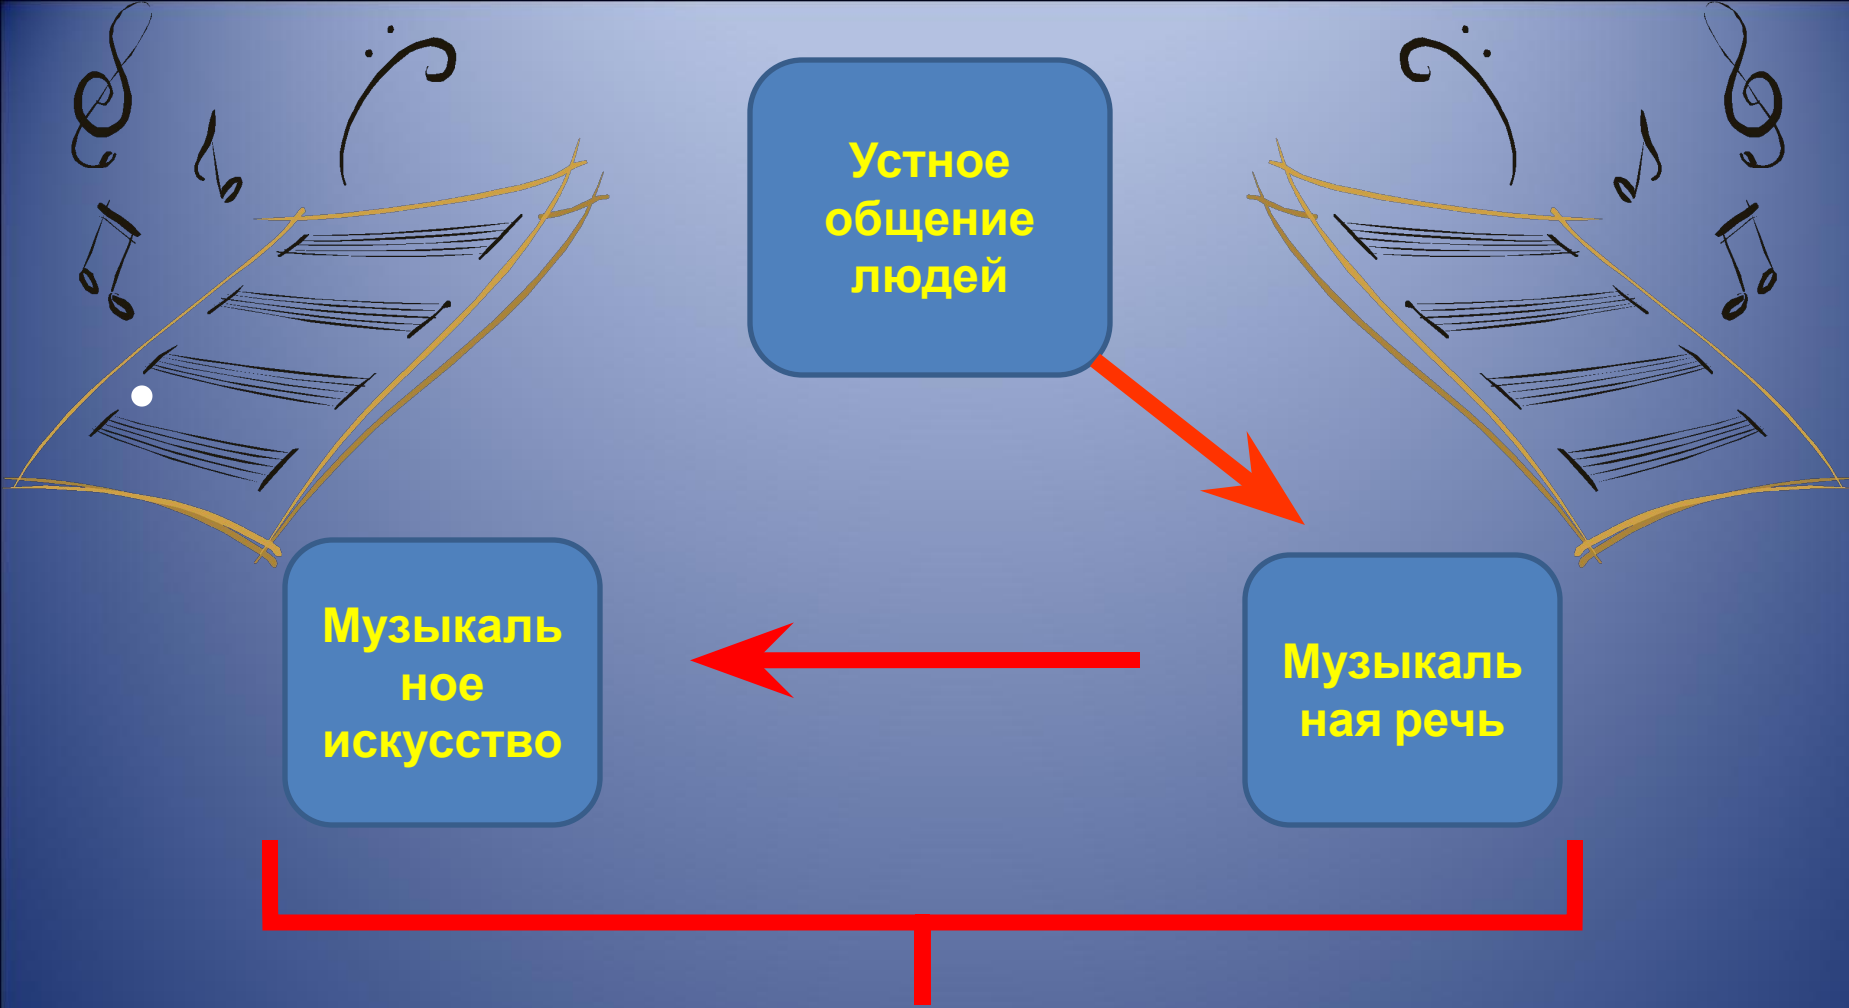 Устное
общение
людей
Музыкаль
ное
искусство
Музыкаль
ная речь